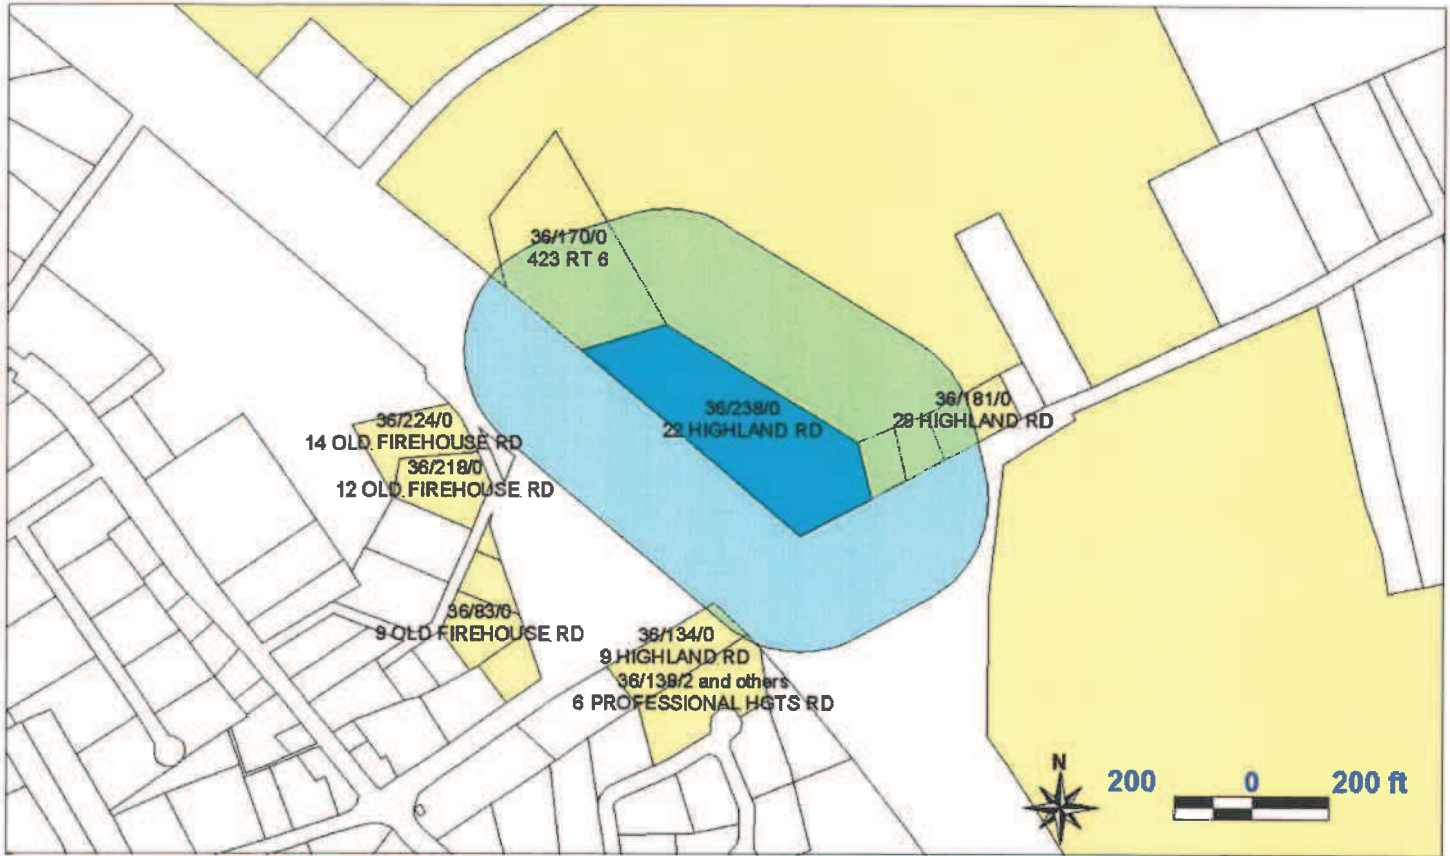 36/170/0
423 RT 6
36/238/0
22 HIGHLAND RD
36/181/0
29 HIGHLAND RD
36/224/0
14 OLD FIREHOUSE RD
36/218/0
12 OLD FIREHOUSE RD
36/83/0
9 OLD FIREHOUSE RD
36/134/0
9 HIGHLAND RD
36/138/2 and others
6 PROFESSIONAL HGTS RD
N
200 0 200 ft